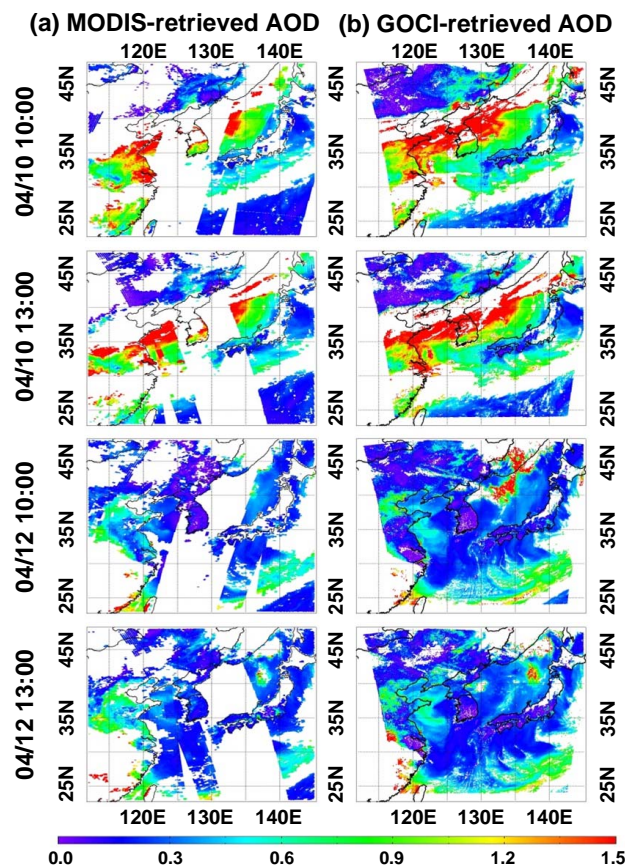 (a) MODIS-retrieved AOD (b) GOCI-retrieved AOD
120E 130E 140E 120E 130E 140E
04/10 10:00
45N 45N
35N 35N
25N 25N
04/10 13:00
45N 45N
35N 35N
25N 25N
04/12 10:00
45N 45N
35N 35N
25N 25N
04/12 13:00
45N 45N
35N 35N
25N 25N
120E 130E 140E 120E 130E 140E
0.0 0.3 0.6 0.9 1.2 1.5